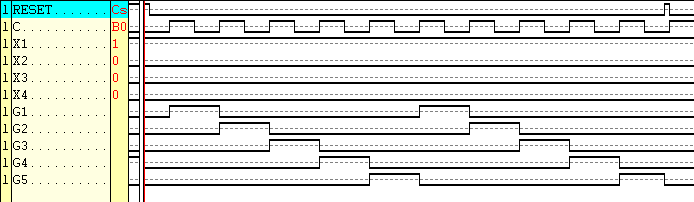 1 RESET........ Cs
1 C............ B0
1 X1 1
1 X2 0
1 X3 0
1 X4 0
1 G1...........
1 G2...........
1 G3...........
1 G4...........
1 G5...........